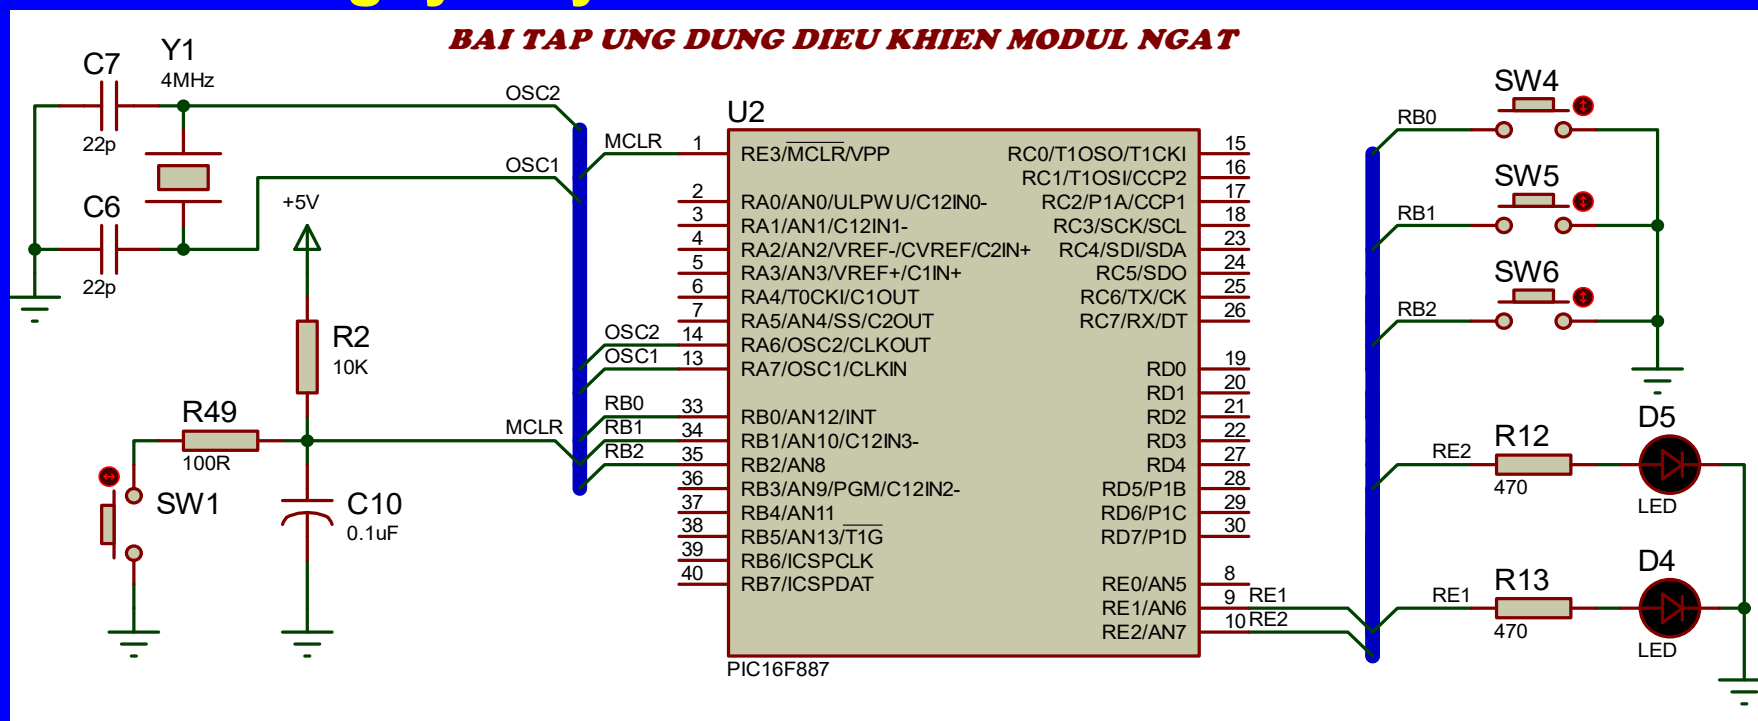 BAI TAP UNG DUNG DIEU KHIEN MODUL NGAT
C7
22p
Y1
4MHz
C6
22p
OSC2
OSC1
+5V
R2
10K
R49
100R
SW1
C10
0.1uF
MCLR
MCLR
OSC2
OSC1
RB0
RB1
RB2
U2
1 RE3/MCLR/VPP
2 RA0/AN0/ULPWU/C12IN0-
3 RA1/AN1/C12IN1-
4 RA2/AN2/VREF-/CVREF/C2IN+
5 RA3/AN3/VREF+/C1IN+
6 RA4/T0CKI/C1OUT
7 RA5/AN4/SS/C2OUT
14 RA6/OSC2/CLKOUT
13 RA7/OSC1/CLKIN
33 RB0/AN12/INT
34 RB1/AN10/C12IN3-
35 RB2/AN8
36 RB3/AN9/PGM/C12IN2-
37 RB4/AN11
38 RB5/AN13/T1G
39 RB6/ICSPCLK
40 RB7/ICSPDAT
RC0/T1OSO/T1CKI 15
RC1/T1OSI/CCP2 16
RC2/P1A/CCP1 17
RC3/SCK/SCL 18
RC4/SDI/SDA 23
RC5/SDO 24
RC6/TX/CK 25
RC7/RX/DT 26
RD0 19
RD1 20
RD2 21
RD3 22
RD4 27
RD5/P1B 28
RD6/P1C 29
RD7/P1D 30
RE0/AN5 8
RE1/AN6 9
RE2/AN7 10
PIC16F887
RE1
RE2
RB0
SW4
RB1
SW5
RB2
SW6
RE2
R12
470
D5
LED
RE1
R13
470
D4
LED